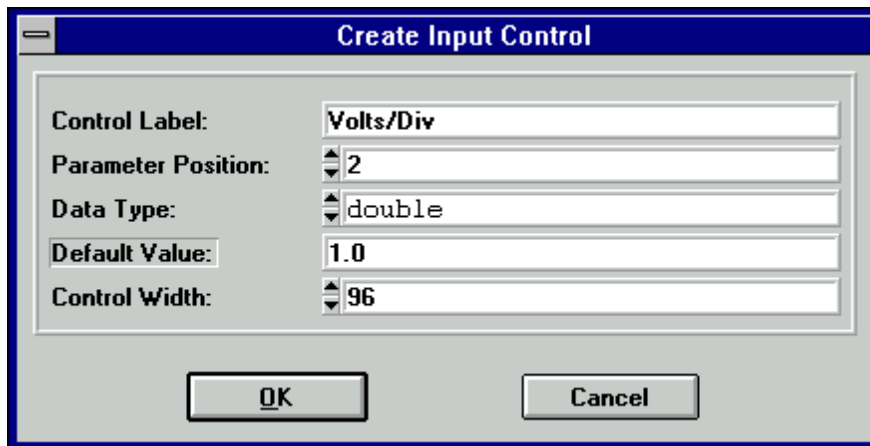 Create Input Control
Control Label: Volts/Div
Parameter Position: 2
Data Type: double
Default Value: 1.0
Control Width: 96
OK Cancel